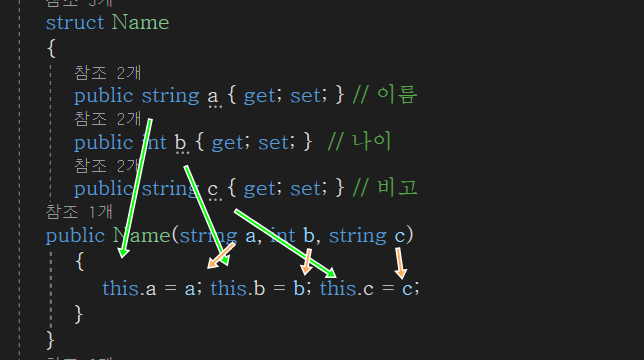 참조 3개
struct Name
{
참조 2개
public string a { get; set; } // 이름
참조 2개
public int b { get; set; } // 나이
참조 2개
public string c { get; set; } // 비고
참조 1개
public Name(string a, int b, string c)
{
this.a = a; this.b = b; this.c = c;
}
}